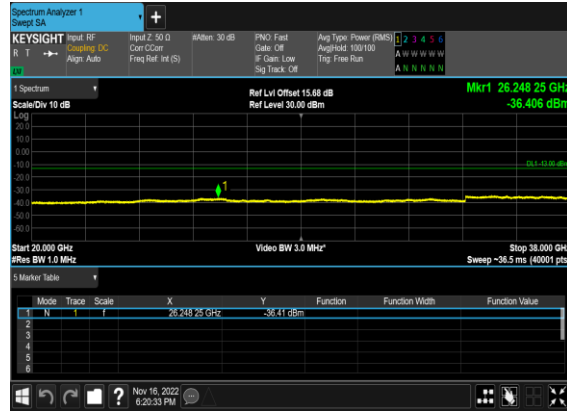 Spectrum Analyzer 1
Swept SA
+
KEYSIGHT Input: RF Input Z: 50 Ω #Atten: 30 dB PNO: Fast Avg Type: Power (RMS) 1 2 3 4 5 6
R T Coupling: DC Corr CCorr Gate: Off Avg|Hold: 100/100 A W W W W W
Align: Auto Freq Ref: Int (S) IF Gain: Low Trig: Free Run
Sig Track: Off A N N N N N
1 Spectrum Ref Lvl Offset 15.68 dB Mkr1 26.248 25 GHz
Scale/Div 10 dB Ref Level 30.00 dBm -36.406 dBm
Log
20.0
10.0
0.00
-10.0 DL1 -13.00 dBm
-20.0
-30.0 1
-40.0
-50.0
-60.0
Start 20.000 GHz Video BW 3.0 MHz* Stop 38.000 GHz
#Res BW 1.0 MHz Sweep ~36.5 ms (40001 pts)
5 Marker Table
Mode Trace Scale X Y Function Function Width Function Value
1 N 1 f 26.248 25 GHz -36.41 dBm
2
3
4
5
6
? Nov 16, 2022
6:20:33 PM